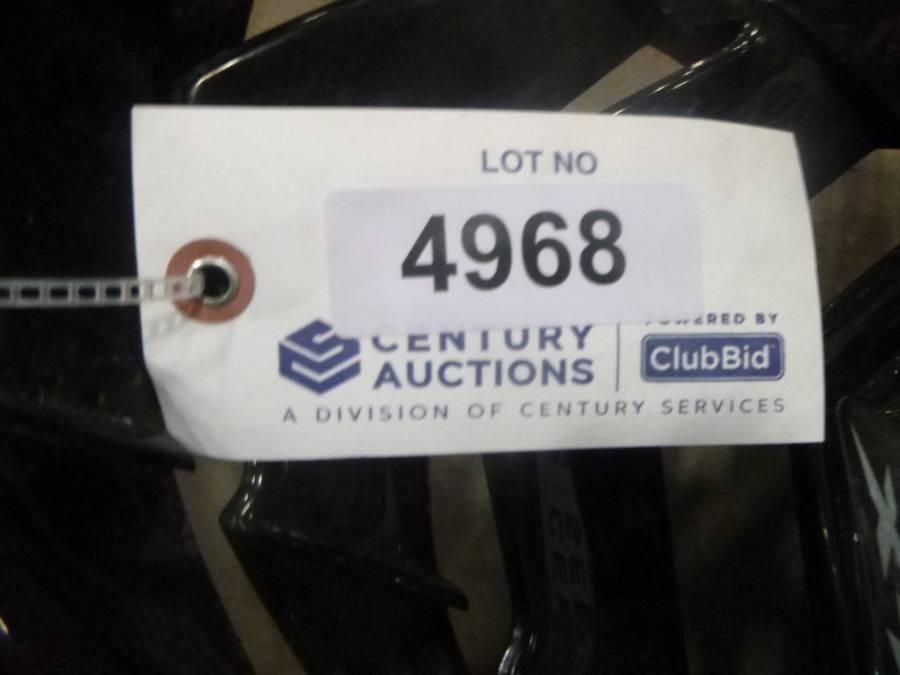 LOT NO
4968
CENTURY
AUCTIONS
POWERED BY
ClubBid
A DIVISION OF CENTURY SERVICES